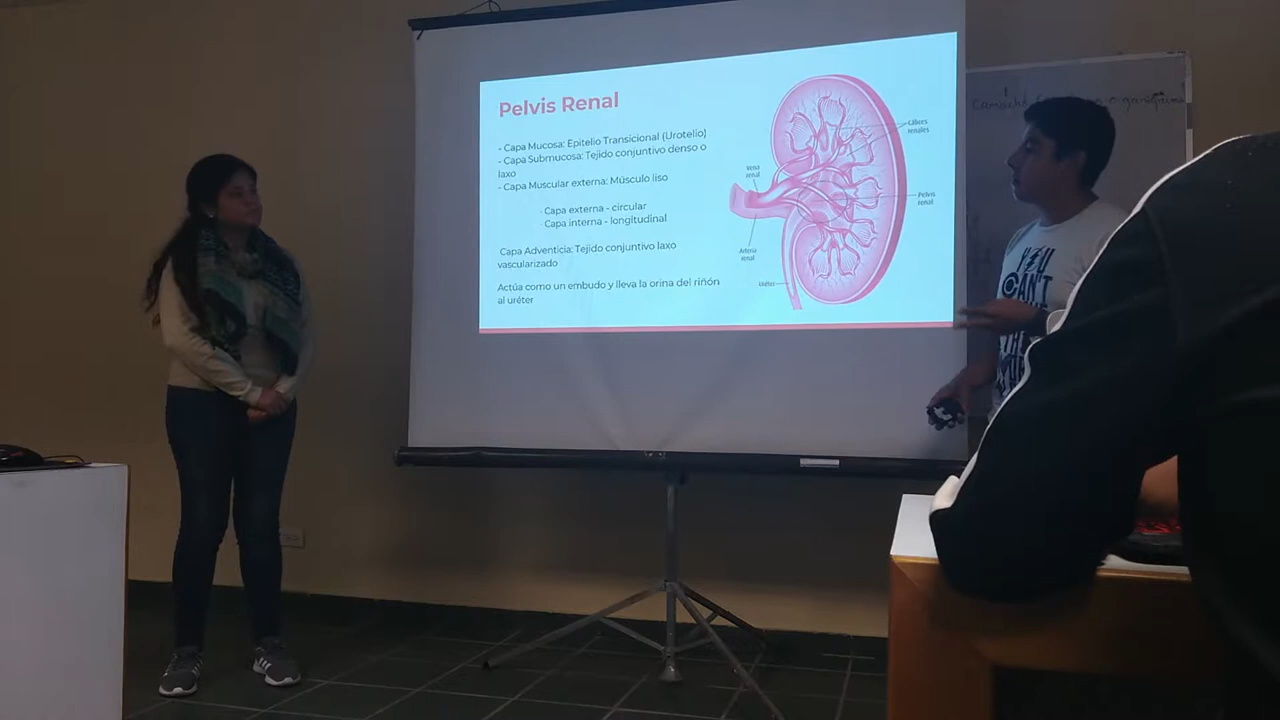 Pelvis Renal
- Capa Mucosa: Epitelio Transicional (Urotelio)
- Capa Submucosa: Tejido conjuntivo denso o
laxo
- Capa Muscular externa: Músculo liso
- Capa externa - circular
- Capa interna - longitudinal
Capa Adventicia: Tejido conjuntivo laxo
vascularizado
Actúa como un embudo y lleva la orina del riñón
al uréter
Cálices
renales
Vena
renal
Pelvis
renal
Arteria
renal
Uréter
YOU
CAN'T